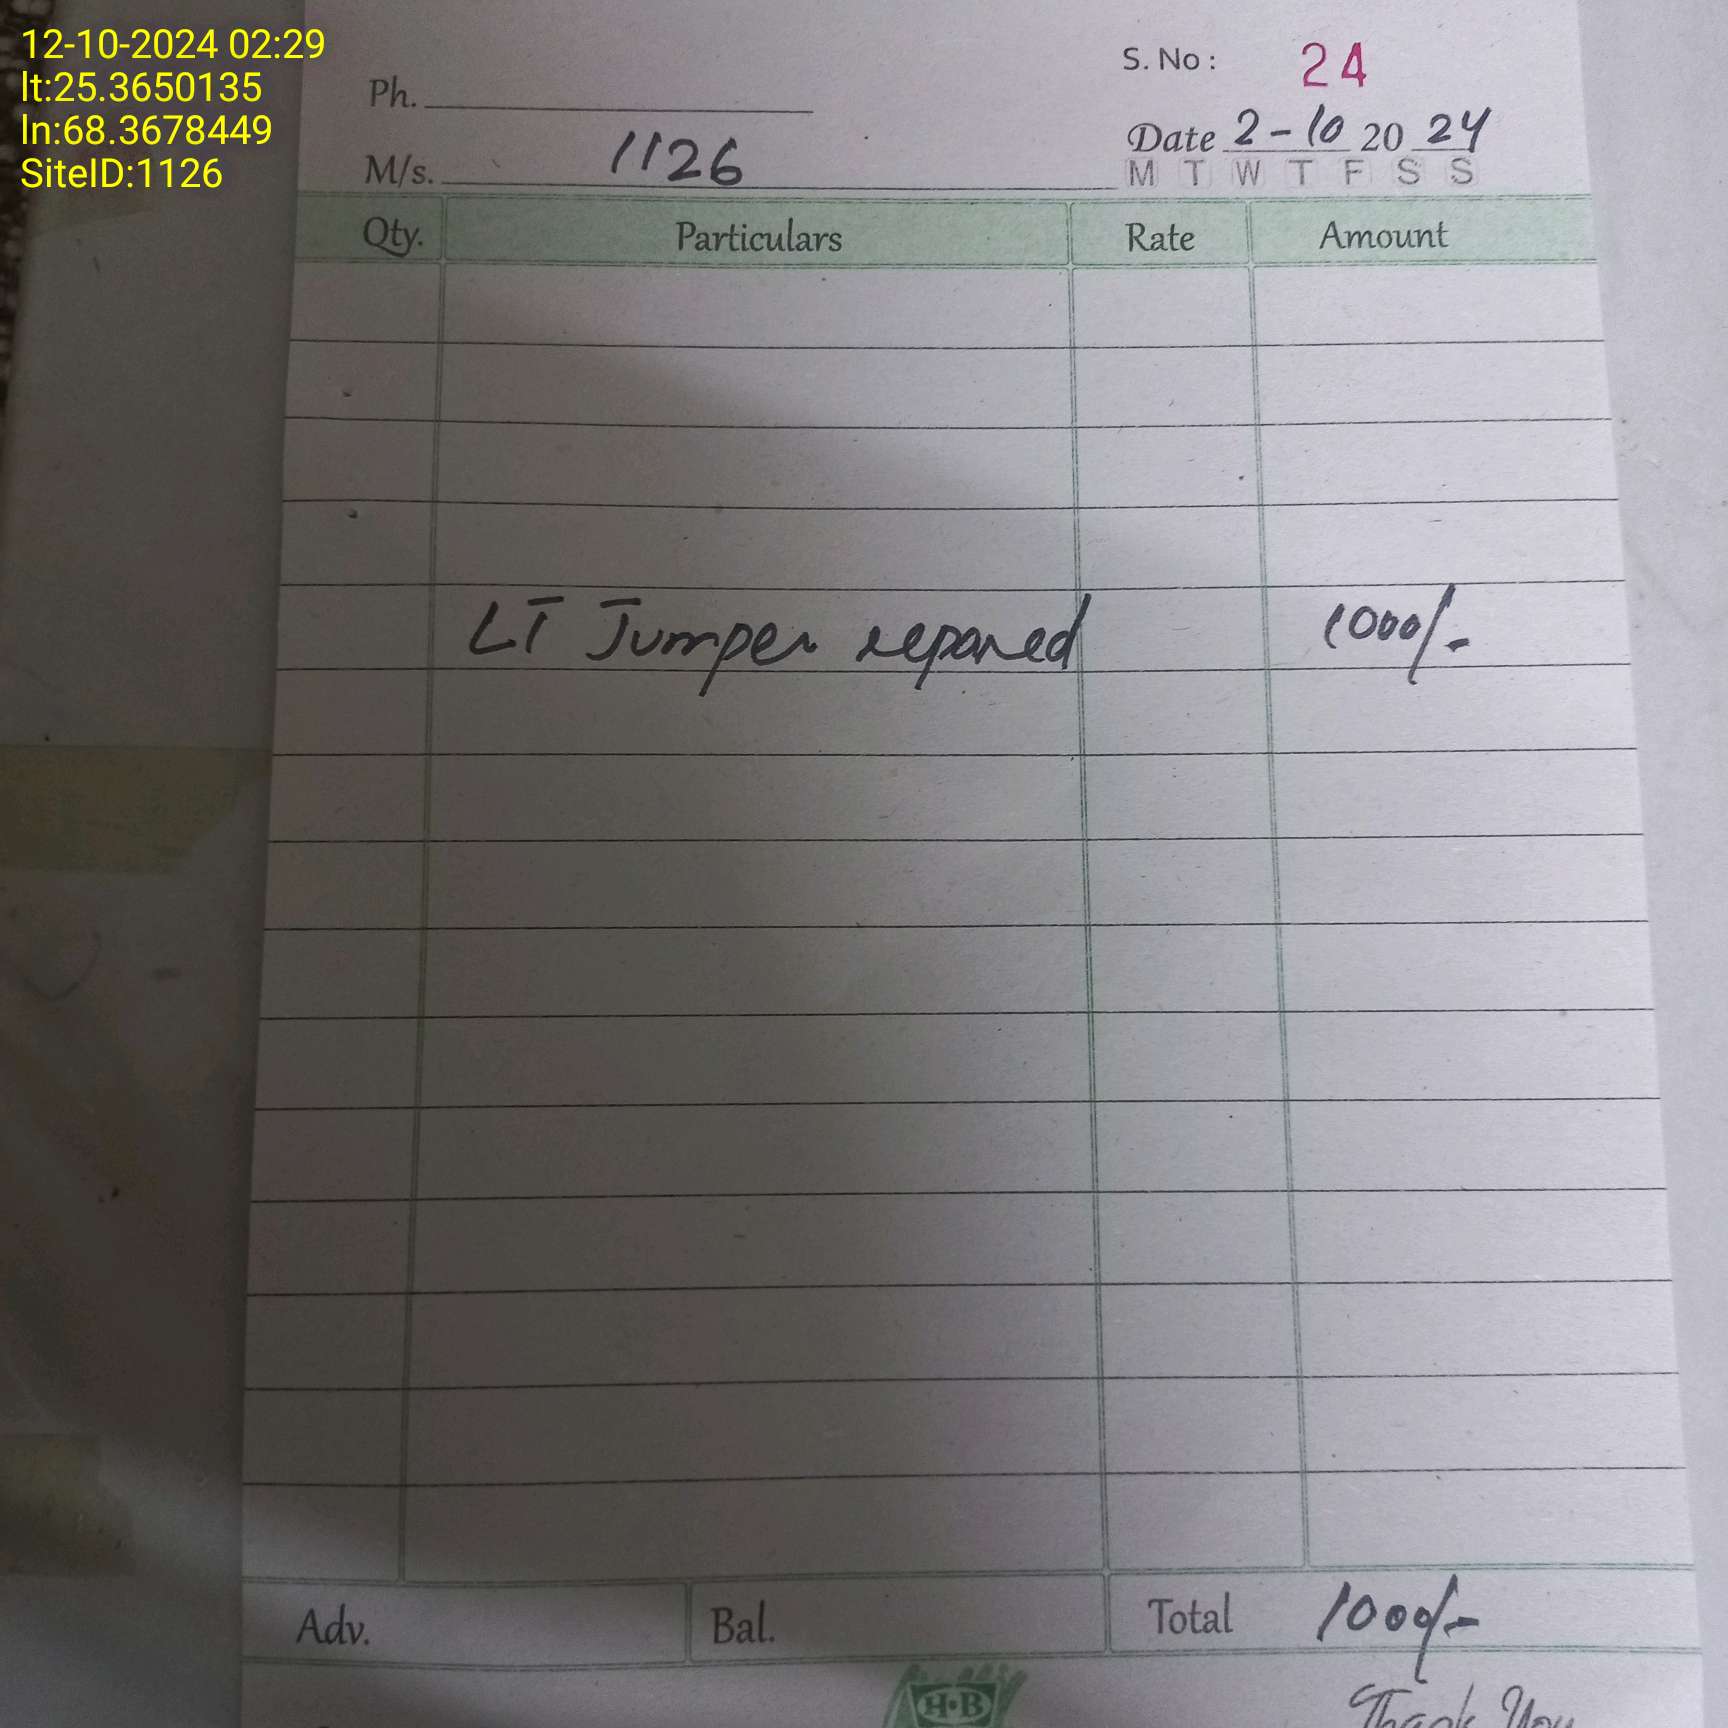 12-10-2024 02:29
lt:25.3650135
ln:68.3678449
SiteID:1126
S. No : 24
Ph.
Date 2-10 20 24
M/s. 1126
M T W T F S S
Qty. Particulars Rate Amount
LT Jumper repared 1000/-
Adv. Bal. Total 1000/-
H·B
Thank You